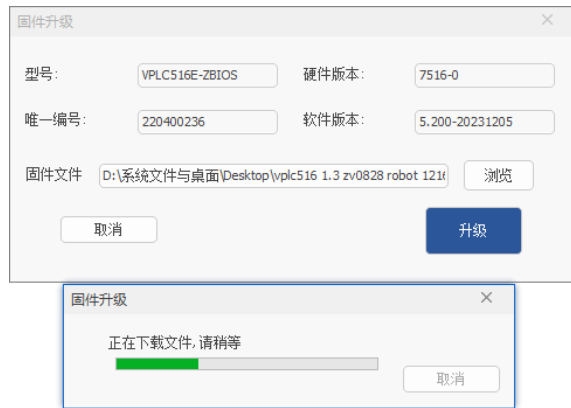 固件升级
型号: VPLC516E-ZBIOS 硬件版本: 7516-0
唯一编号: 220400236 软件版本: 5.200-20231205
固件文件 D:\系统文件与桌面\Desktop\vplc516 1.3 zv0828 robot 1216 浏览
取消 升级
固件升级
正在下载文件,请稍等
取消